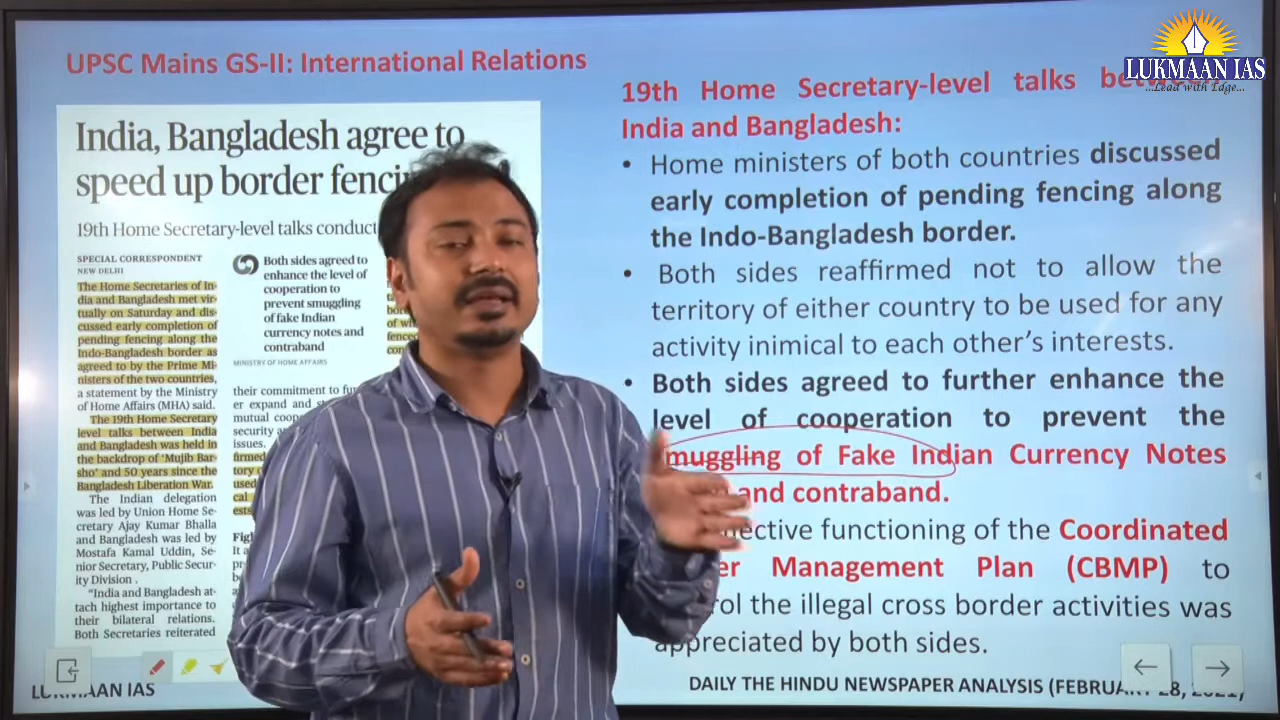 UPSC Mains GS-II: International Relations
LUKMAAN IAS
...Lead with Edge...
India, Bangladesh agree to
speed up border
19th Home Secretary-level talks
SPECIAL CORRESPONDENT
NEW DELHI
The Home Secretaries of In-
dia and Bangladesh met vir-
tually on Saturday and dis-
cussed early completion of
pending fencing along the
Indo-Bangladesh border as
agreed to by the Prime Mi-
nisters of the two countries,
a statement by the Ministry
of Home Affairs (MHA) said.
The 19th Home Secretary
level talks between India
and Bangladesh was held in
the backdrop of ‘Mujib Bar-
sho’ and 50 years since the
Bangladesh Liberation War.
The Indian delegation
was led by Union Home Se-
cretary Ajay Kumar Bhalla
and Bangladesh was led by
Mostafa Kamal Uddin, Se-
nior Secretary, Public Secur-
ity Division .
“India and Bangladesh at-
tach highest importance to
their bilateral relations.
Both Secretaries reiterated
Both sides agreed to
enhance the level of
cooperation to
prevent smuggling
of fake Indian
currency notes and
contraband
MINISTRY OF HOME AFFAIRS
their commitment to
er expand and
mutual
security
issues.
19th Home Secretary-level talks
India and Bangladesh:
• Home ministers of both countries discussed
early completion of pending fencing along
the Indo-Bangladesh border.
• Both sides reaffirmed not to allow the
territory of either country to be used for any
activity inimical to each other’s interests.
• Both sides agreed to further enhance the
level of cooperation to prevent the
smuggling of Fake Indian Currency Notes
and contraband.
functioning of the Coordinated
Management Plan (CBMP) to
the illegal cross border activities was
appreciated by both sides.
LUKMAAN IAS
DAILY THE HINDU NEWSPAPER ANALYSIS (FEBRUARY 28, 2021)